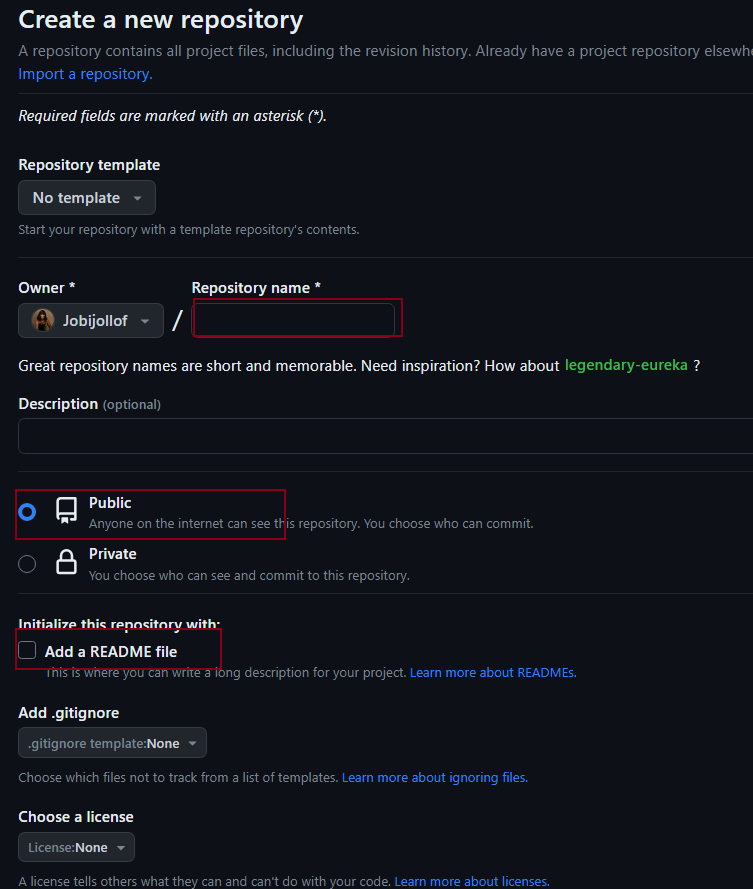 Create a new repository
A repository contains all project files, including the revision history. Already have a project repository
Import a repository.
Required fields are marked with an asterisk (*).
Repository template
No template
Start your repository with a template repository's contents.
Owner * Repository name *
Jobijollof /
Great repository names are short and memorable. Need inspiration? How about legendary-eureka ?
Description (optional)
Public
Anyone on the internet can see this repository. You choose who can commit.
Private
You choose who can see and commit to this repository.
Initialize this repository with:
Add a README file
This is where you can write a long description for your project. Learn more about READMEs.
Add .gitignore
.gitignore template:None
Choose which files not to track from a list of templates. Learn more about ignoring files.
Choose a license
License:None
A license tells others what they can and can't do with your code. Learn more about licenses.